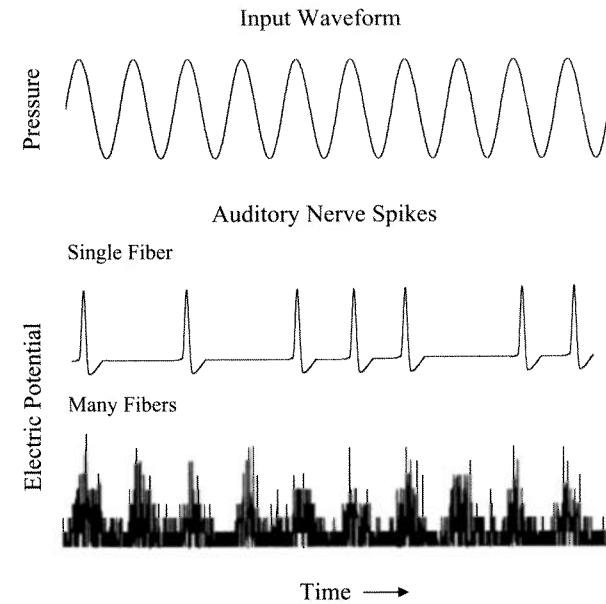 Input Waveform
Pressure
Auditory Nerve Spikes
Single Fiber
Electric Potential
Many Fibers
Time